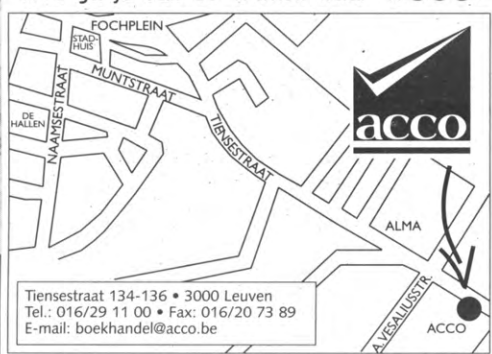 FOCHPLEIN
STAD-
HUIS
MUNTSTRAAT
DE
HALLEN
NAAMSESTRAAT
TIENSESTRAAT
acco
ALMA
A.VESALIUSSTR.
ACCO
Tiensestraat 134-136 • 3000 Leuven
Tel.: 016/29 11 00 • Fax: 016/20 73 89
E-mail: boekhandel@acco.be